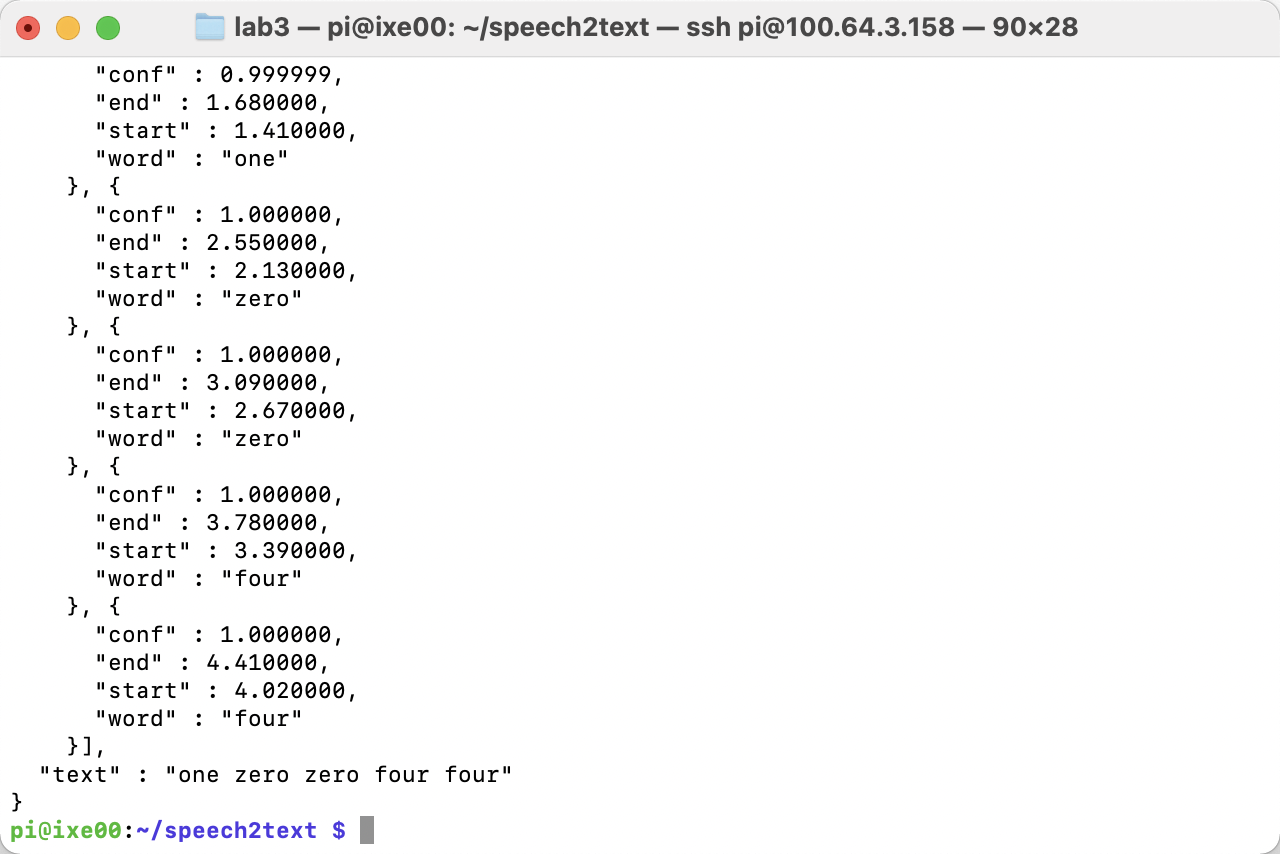 lab3 — pi@ixe00: ~/speech2text — ssh pi@100.64.3.158 — 90×28
      "conf" : 0.999999,
      "end" : 1.680000,
      "start" : 1.410000,
      "word" : "one"
    }, {
      "conf" : 1.000000,
      "end" : 2.550000,
      "start" : 2.130000,
      "word" : "zero"
    }, {
      "conf" : 1.000000,
      "end" : 3.090000,
      "start" : 2.670000,
      "word" : "zero"
    }, {
      "conf" : 1.000000,
      "end" : 3.780000,
      "start" : 3.390000,
      "word" : "four"
    }, {
      "conf" : 1.000000,
      "end" : 4.410000,
      "start" : 4.020000,
      "word" : "four"
    }],
  "text" : "one zero zero four four"
}
pi@ixe00:~/speech2text $